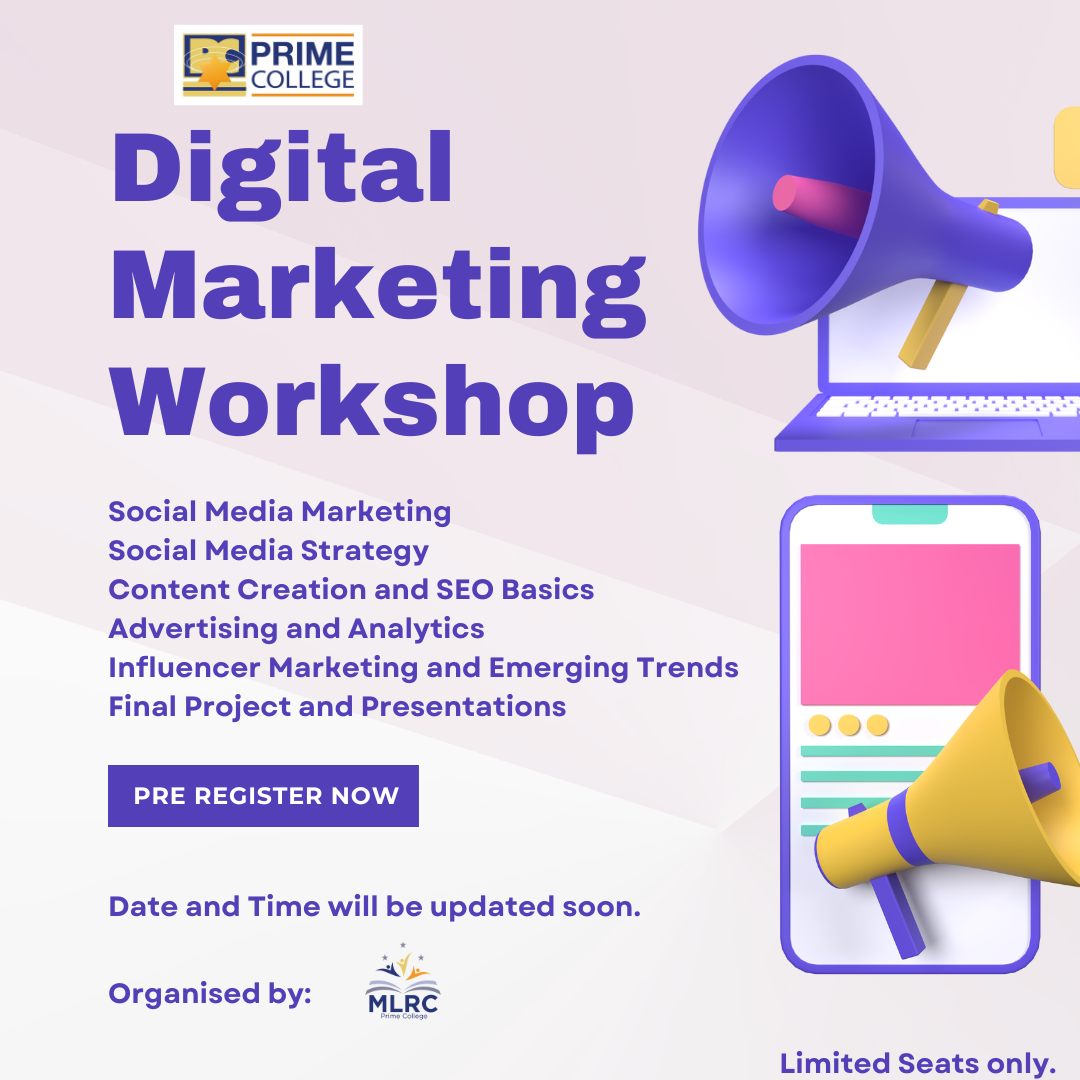 PRIME
COLLEGE
Digital
Marketing
Workshop
Social Media Marketing
Social Media Strategy
Content Creation and SEO Basics
Advertising and Analytics
Influencer Marketing and Emerging Trends
Final Project and Presentations
PRE REGISTER NOW
Date and Time will be updated soon.
Organised by:
MLRC
Prime College
Limited Seats only.